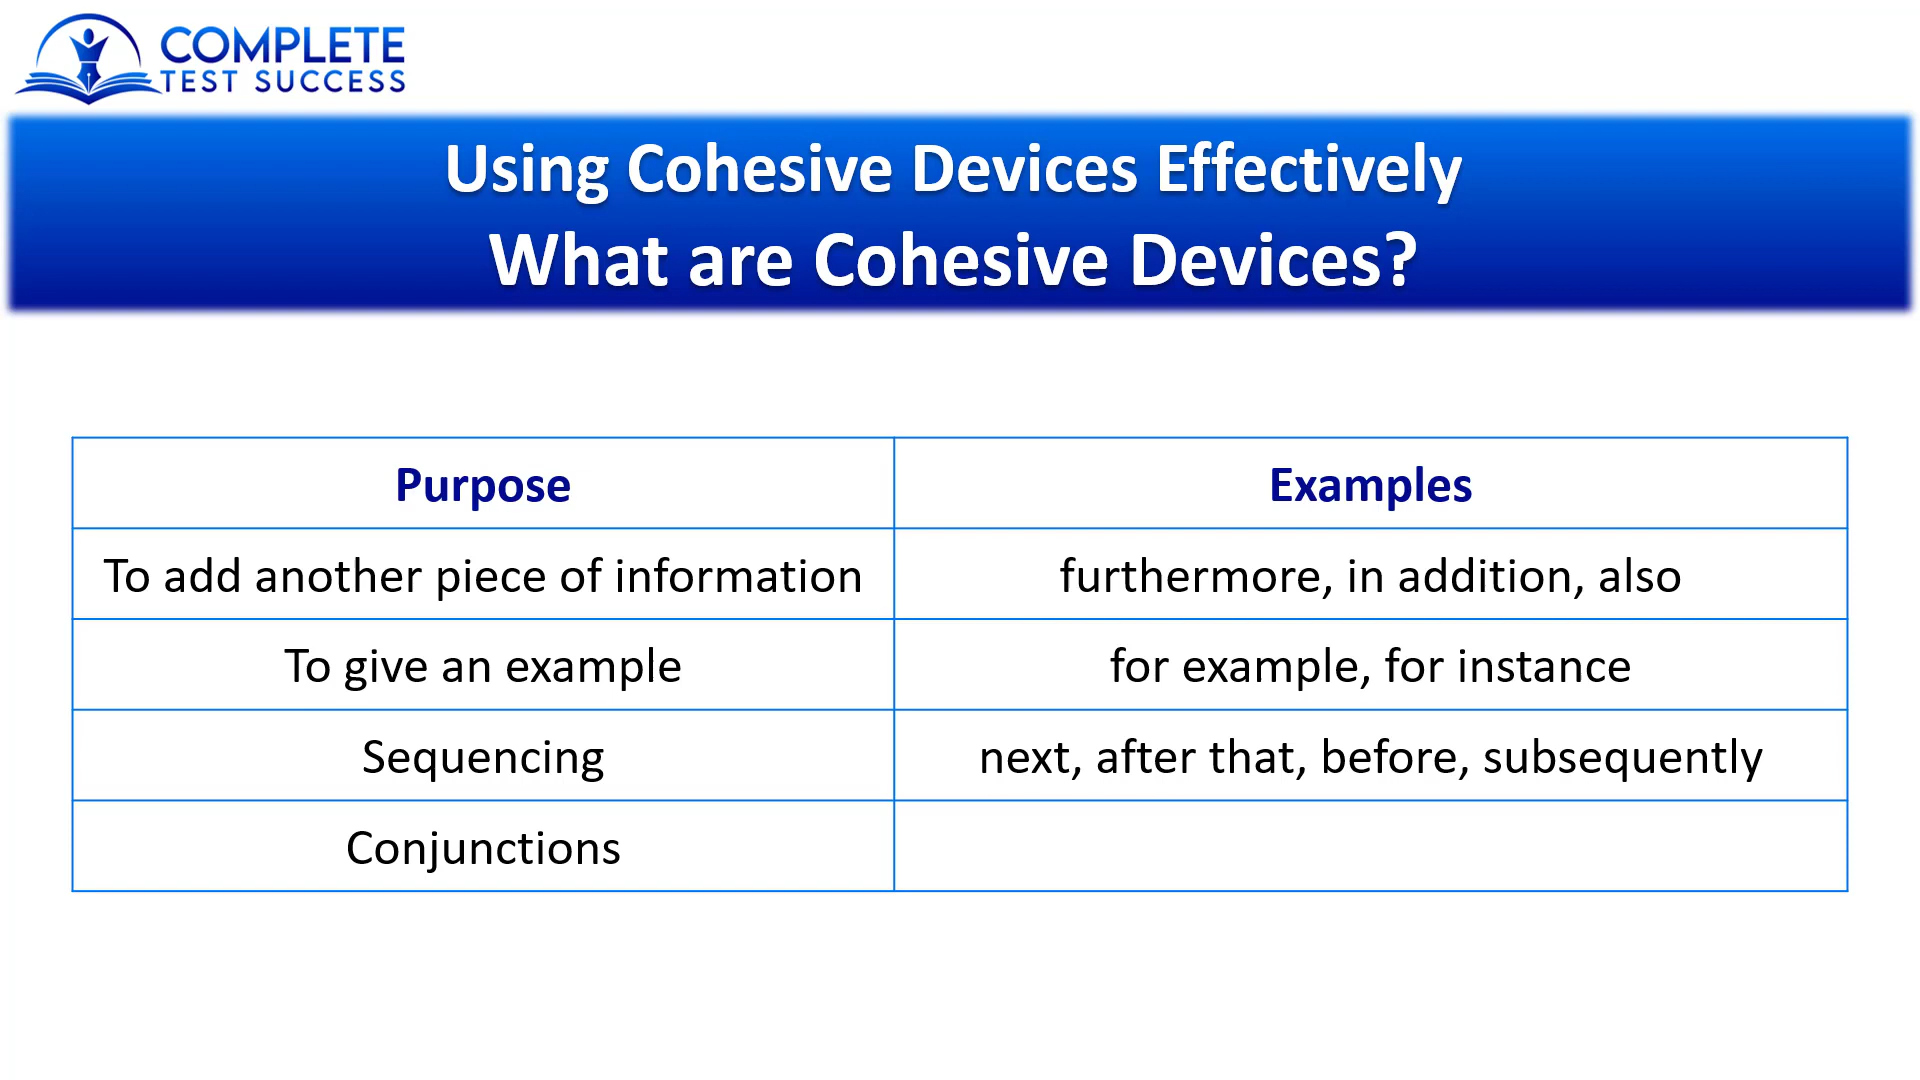 COMPLETE
TEST SUCCESS
Using Cohesive Devices Effectively
What are Cohesive Devices?
Purpose
Examples
To add another piece of information
furthermore, in addition, also
To give an example
for example, for instance
Sequencing
next, after that, before, subsequently
Conjunctions